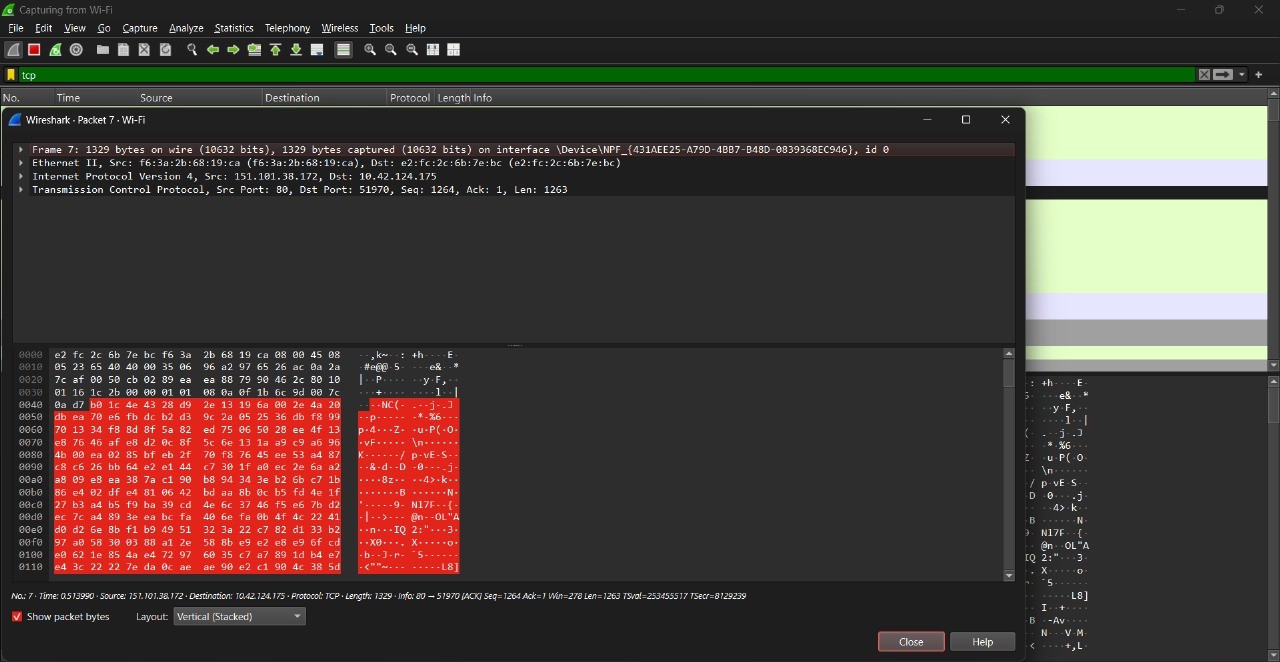 Capturing from Wi-Fi
File Edit View Go Capture Analyze Statistics Telephony Wireless Tools Help
tcp
No. Time Source Destination Protocol Length Info
Wireshark · Packet 7 · Wi-Fi
Frame 7: 1329 bytes on wire (10632 bits), 1329 bytes captured (10632 bits) on interface \Device\NPF_{431AEE25-A79D-4BB7-B48D-0839368EC946}, id 0
Ethernet II, Src: f6:3a:2b:68:19:ca (f6:3a:2b:68:19:ca), Dst: e2:fc:2c:6b:7e:bc (e2:fc:2c:6b:7e:bc)
Internet Protocol Version 4, Src: 151.101.38.172, Dst: 10.42.124.175
Transmission Control Protocol, Src Port: 80, Dst Port: 51970, Seq: 1264, Ack: 1, Len: 1263
0000 e2 fc 2c 6b 7e bc f6 3a 2b 68 19 ca 08 00 45 08 ··,k~··: +h····E·
0010 05 23 65 40 40 00 35 06 96 a2 97 65 26 ac 0a 2a ·#e@@·5· ···e&··*
0020 7c af 00 50 cb 02 89 ea ea 88 79 90 46 2c 80 10 |··P···· ··y·F,··
0030 01 16 1c 2b 00 00 01 01 08 0a 0f 1b 6c 9d 00 7c ···+···· ····l··|
0040 0a d7 b0 1c 4e 43 28 d9 2e 13 19 6a 00 2e 4a 20 ····NC(· .··j·.J
0050 db ea 70 e6 fb dc b2 d3 9c 2a 05 25 36 db f8 99 ··p····· ·*·%6···
0060 70 13 34 f8 8d 8f 5a 82 ed 75 06 50 28 ee 4f 13 p·4···Z· ·u·P(·O·
0070 e8 76 46 af e8 d2 0c 8f 5c 6e 13 1a a9 c9 a6 96 ·vF····· \n······
0080 4b 00 ea 02 85 bf eb 2f 70 f8 76 45 ee 53 a4 87 K······/ p·vE·S··
0090 c8 c6 26 bb 64 e2 e1 44 c7 30 1f a0 ec 2e 6a a2 ··&·d··D ·0···.j·
00a0 a8 09 e8 ea 38 7a c1 90 b8 94 34 3e b2 6b c7 1b ····8z·· ··4>·k··
00b0 86 e4 02 df e4 81 06 42 bd aa 8b 0c b5 fd 4e 1f ·······B ······N·
00c0 27 b3 a4 b5 f9 ba 39 cd 4e 6c 37 46 f5 e6 7b d2 '·····9· Nl7F··{·
00d0 ec 7c a4 89 3e ea bc fa 40 6e fa 0b 4f 4c 22 41 ·|··>··· @n··OL"A
00e0 d0 d2 6e 8b f1 b9 49 51 32 3a 22 c7 82 d1 33 b2 ··n···IQ 2:"···3·
00f0 97 a0 58 30 03 88 a1 2e 58 8b e9 e2 e8 e9 6f cd ··X0···. X·····o·
0100 e0 62 1e 85 4a e4 72 97 60 35 c7 a7 89 1d b4 e7 ·b··J·r· `5······
0110 e4 3c 22 22 7e da 0c ae ae 90 e2 c1 90 4c 38 5d ·<""~··· ·····L8]
No.: 7 · Time: 0.513990 · Source: 151.101.38.172 · Destination: 10.42.124.175 · Protocol: TCP · Length: 1329 · Info: 80 → 51970 [ACK] Seq=1264 Ack=1 Win=278 Len=1263 TSval=253455517 TSecr=8129239
Show packet bytes Layout: Vertical (Stacked)
Close Help